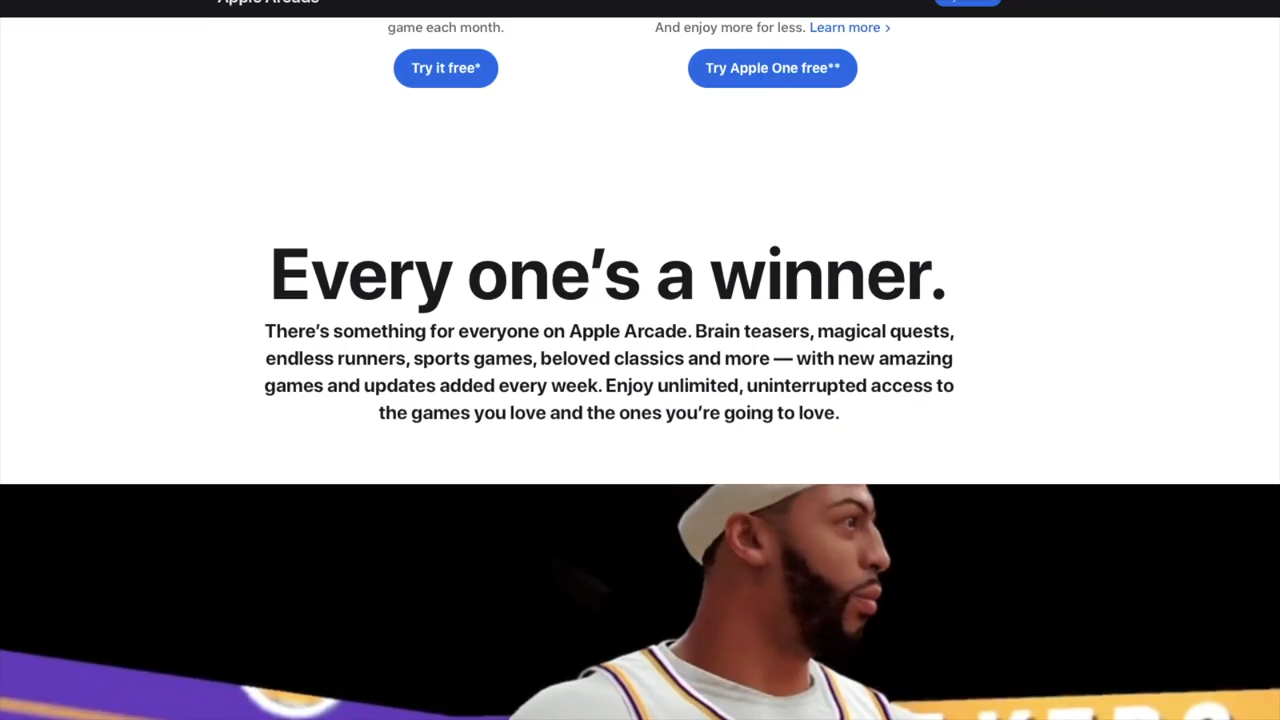 Apple Arcade
game each month.
And enjoy more for less. Learn more ›
Try it free*
Try Apple One free**
Every one’s a winner.
There’s something for everyone on Apple Arcade. Brain teasers, magical quests,
endless runners, sports games, beloved classics and more — with new amazing
games and updates added every week. Enjoy unlimited, uninterrupted access to
the games you love and the ones you’re going to love.